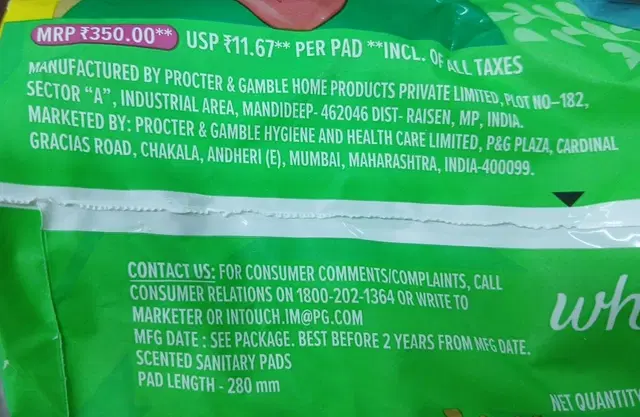 MRP ₹350.00** USP ₹11.67** PER PAD **INCL. OF ALL TAXES
MANUFACTURED BY PROCTER & GAMBLE HOME PRODUCTS PRIVATE LIMITED, PLOT NO-182,
SECTOR "A", INDUSTRIAL AREA, MANDIDEEP- 462046 DIST- RAISEN, MP, INDIA.
MARKETED BY: PROCTER & GAMBLE HYGIENE AND HEALTH CARE LIMITED, P&G PLAZA, CARDINAL
GRACIAS ROAD, CHAKALA, ANDHERI (E), MUMBAI, MAHARASHTRA, INDIA-400099.
CONTACT US: FOR CONSUMER COMMENTS/COMPLAINTS, CALL
CONSUMER RELATIONS ON 1800-202-1364 OR WRITE TO
MARKETER OR INTOUCH.IM@PG.COM
MFG DATE : SEE PACKAGE. BEST BEFORE 2 YEARS FROM MFG DATE.
SCENTED SANITARY PADS
PAD LENGTH - 280 mm
wh
NET QUANTIT